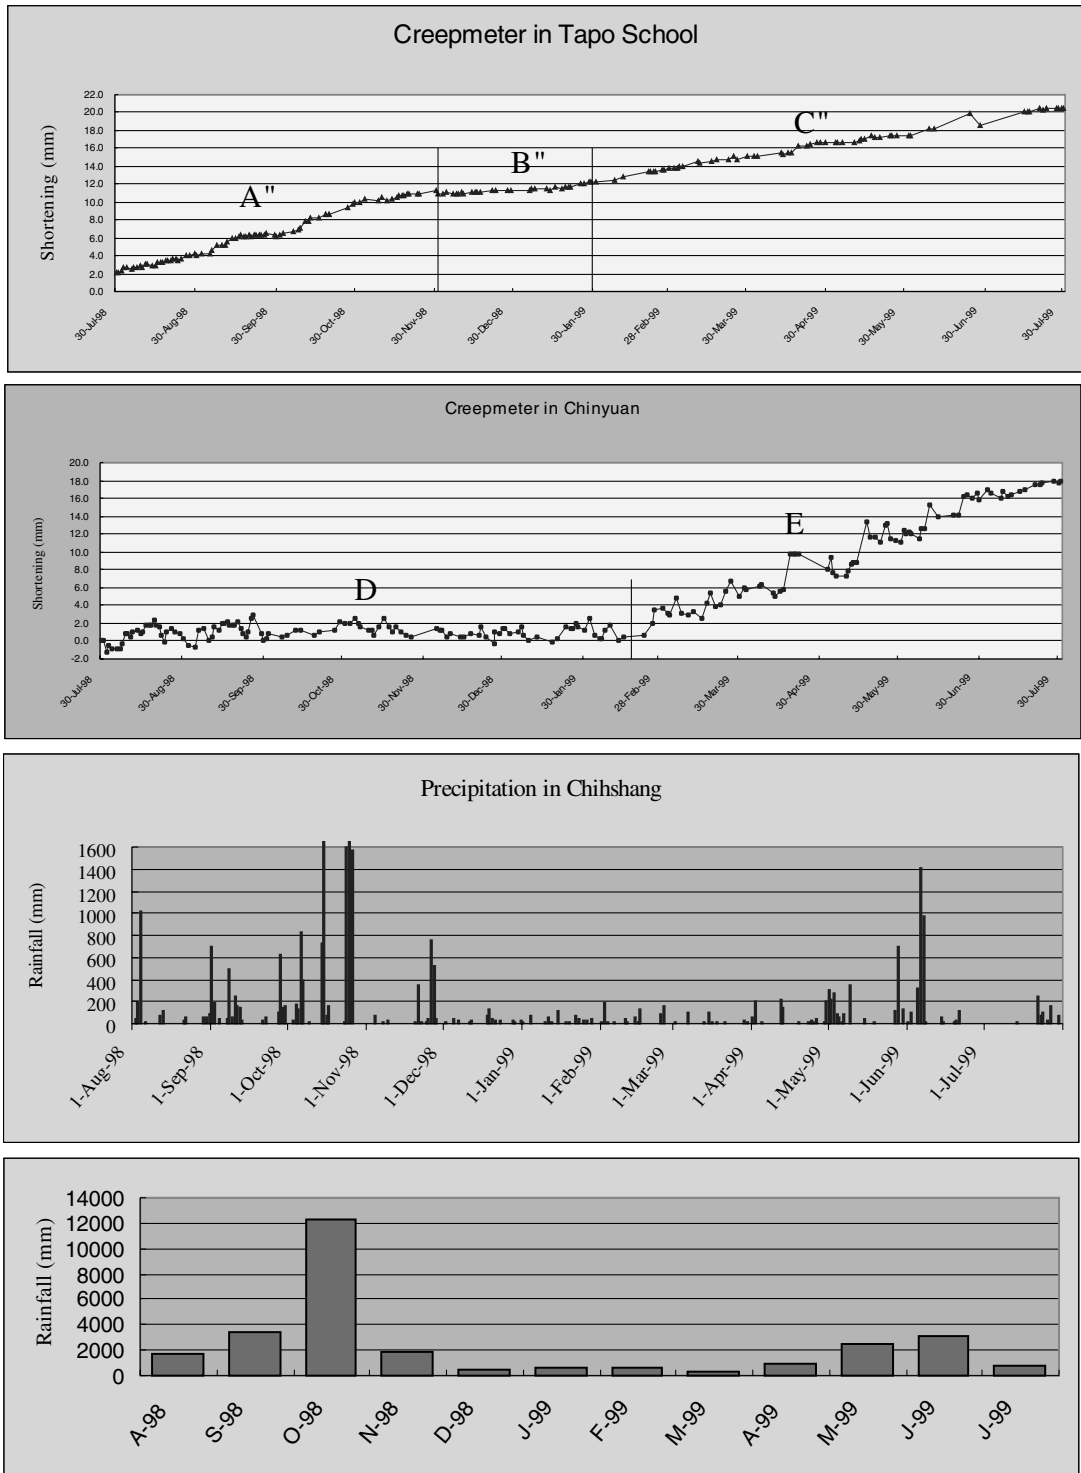 Creepmeter in Tapo School
Shortening (mm)
22.0
20.0
18.0
16.0
14.0
12.0
10.0
8.0
6.0
4.0
2.0
0.0
A"
B"
C"
30-Jul-98
30-Aug-98
30-Sep-98
30-Oct-98
30-Nov-98
30-Dec-98
30-Jan-99
28-Feb-99
30-Mar-99
30-Apr-99
30-May-99
30-Jun-99
30-Jul-99
Creepmeter in Chinyuan
Shortening (mm)
20.0
18.0
16.0
14.0
12.0
10.0
8.0
6.0
4.0
2.0
0.0
-2.0
D
E
30-Jul-98
30-Aug-98
30-Sep-98
30-Oct-98
30-Nov-98
30-Dec-98
30-Jan-99
28-Feb-99
30-Mar-99
30-Apr-99
30-May-99
30-Jun-99
30-Jul-99
Precipitation in Chihshang
Rainfall (mm)
1600
1400
1200
1000
800
600
400
200
0
1-Aug-98
1-Sep-98
1-Oct-98
1-Nov-98
1-Dec-98
1-Jan-99
1-Feb-99
1-Mar-99
1-Apr-99
1-May-99
1-Jun-99
1-Jul-99
Rainfall (mm)
14000
12000
10000
8000
6000
4000
2000
0
A-98
S-98
O-98
N-98
D-98
J-99
F-99
M-99
A-99
M-99
J-99
J-99